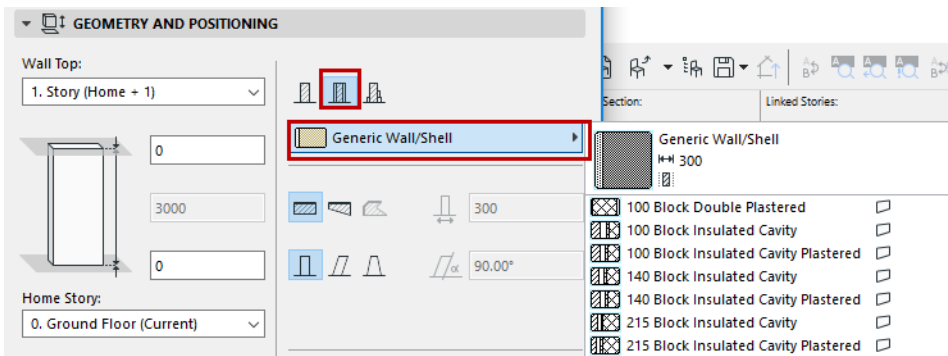 GEOMETRY AND POSITIONING
Wall Top:
1. Story (Home + 1)
0
3000
0
Home Story:
0. Ground Floor (Current)
Generic Wall/Shell
300
α 90.00°
Section:
Linked Stories:
Generic Wall/Shell
300
100 Block Double Plastered
100 Block Insulated Cavity
100 Block Insulated Cavity Plastered
140 Block Insulated Cavity
140 Block Insulated Cavity Plastered
215 Block Insulated Cavity
215 Block Insulated Cavity Plastered